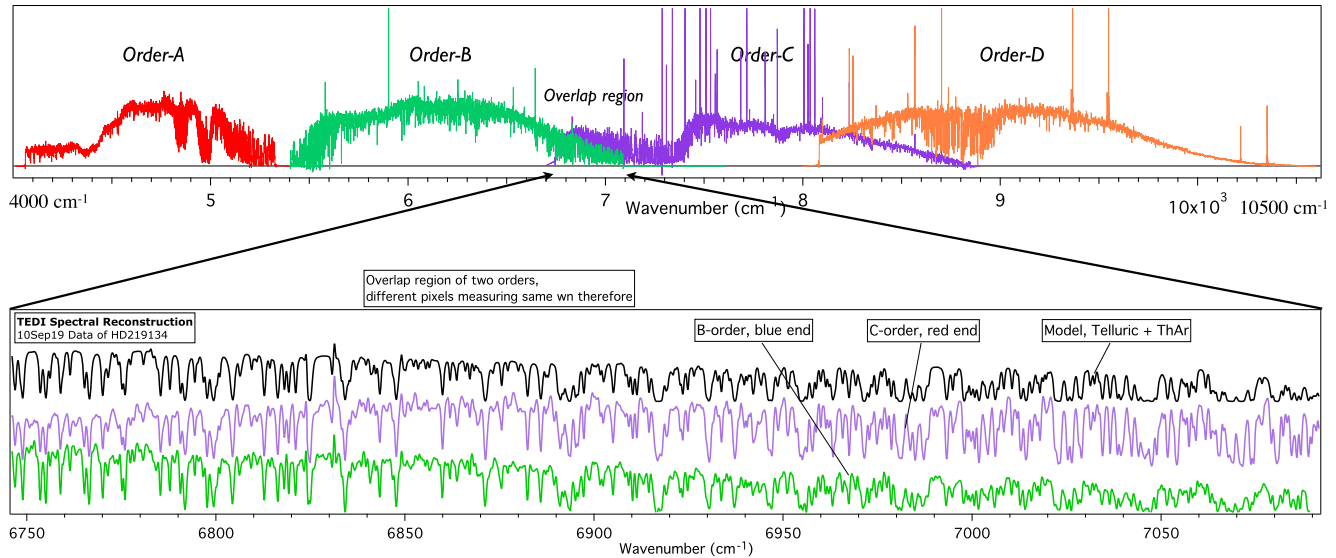 Order-A
Order-B
Order-C
Order-D
Overlap region
4000 cm-1
5
6
7
8
9
10x10³
10500 cm-1
Wavenumber (cm-1)
Overlap region of two orders,
different pixels measuring same wn therefore
TEDI Spectral Reconstruction
10Sep19 Data of HD219134
B-order, blue end
C-order, red end
Model, Telluric + ThAr
6750
6800
6850
6900
6950
7000
7050
Wavenumber (cm-1)